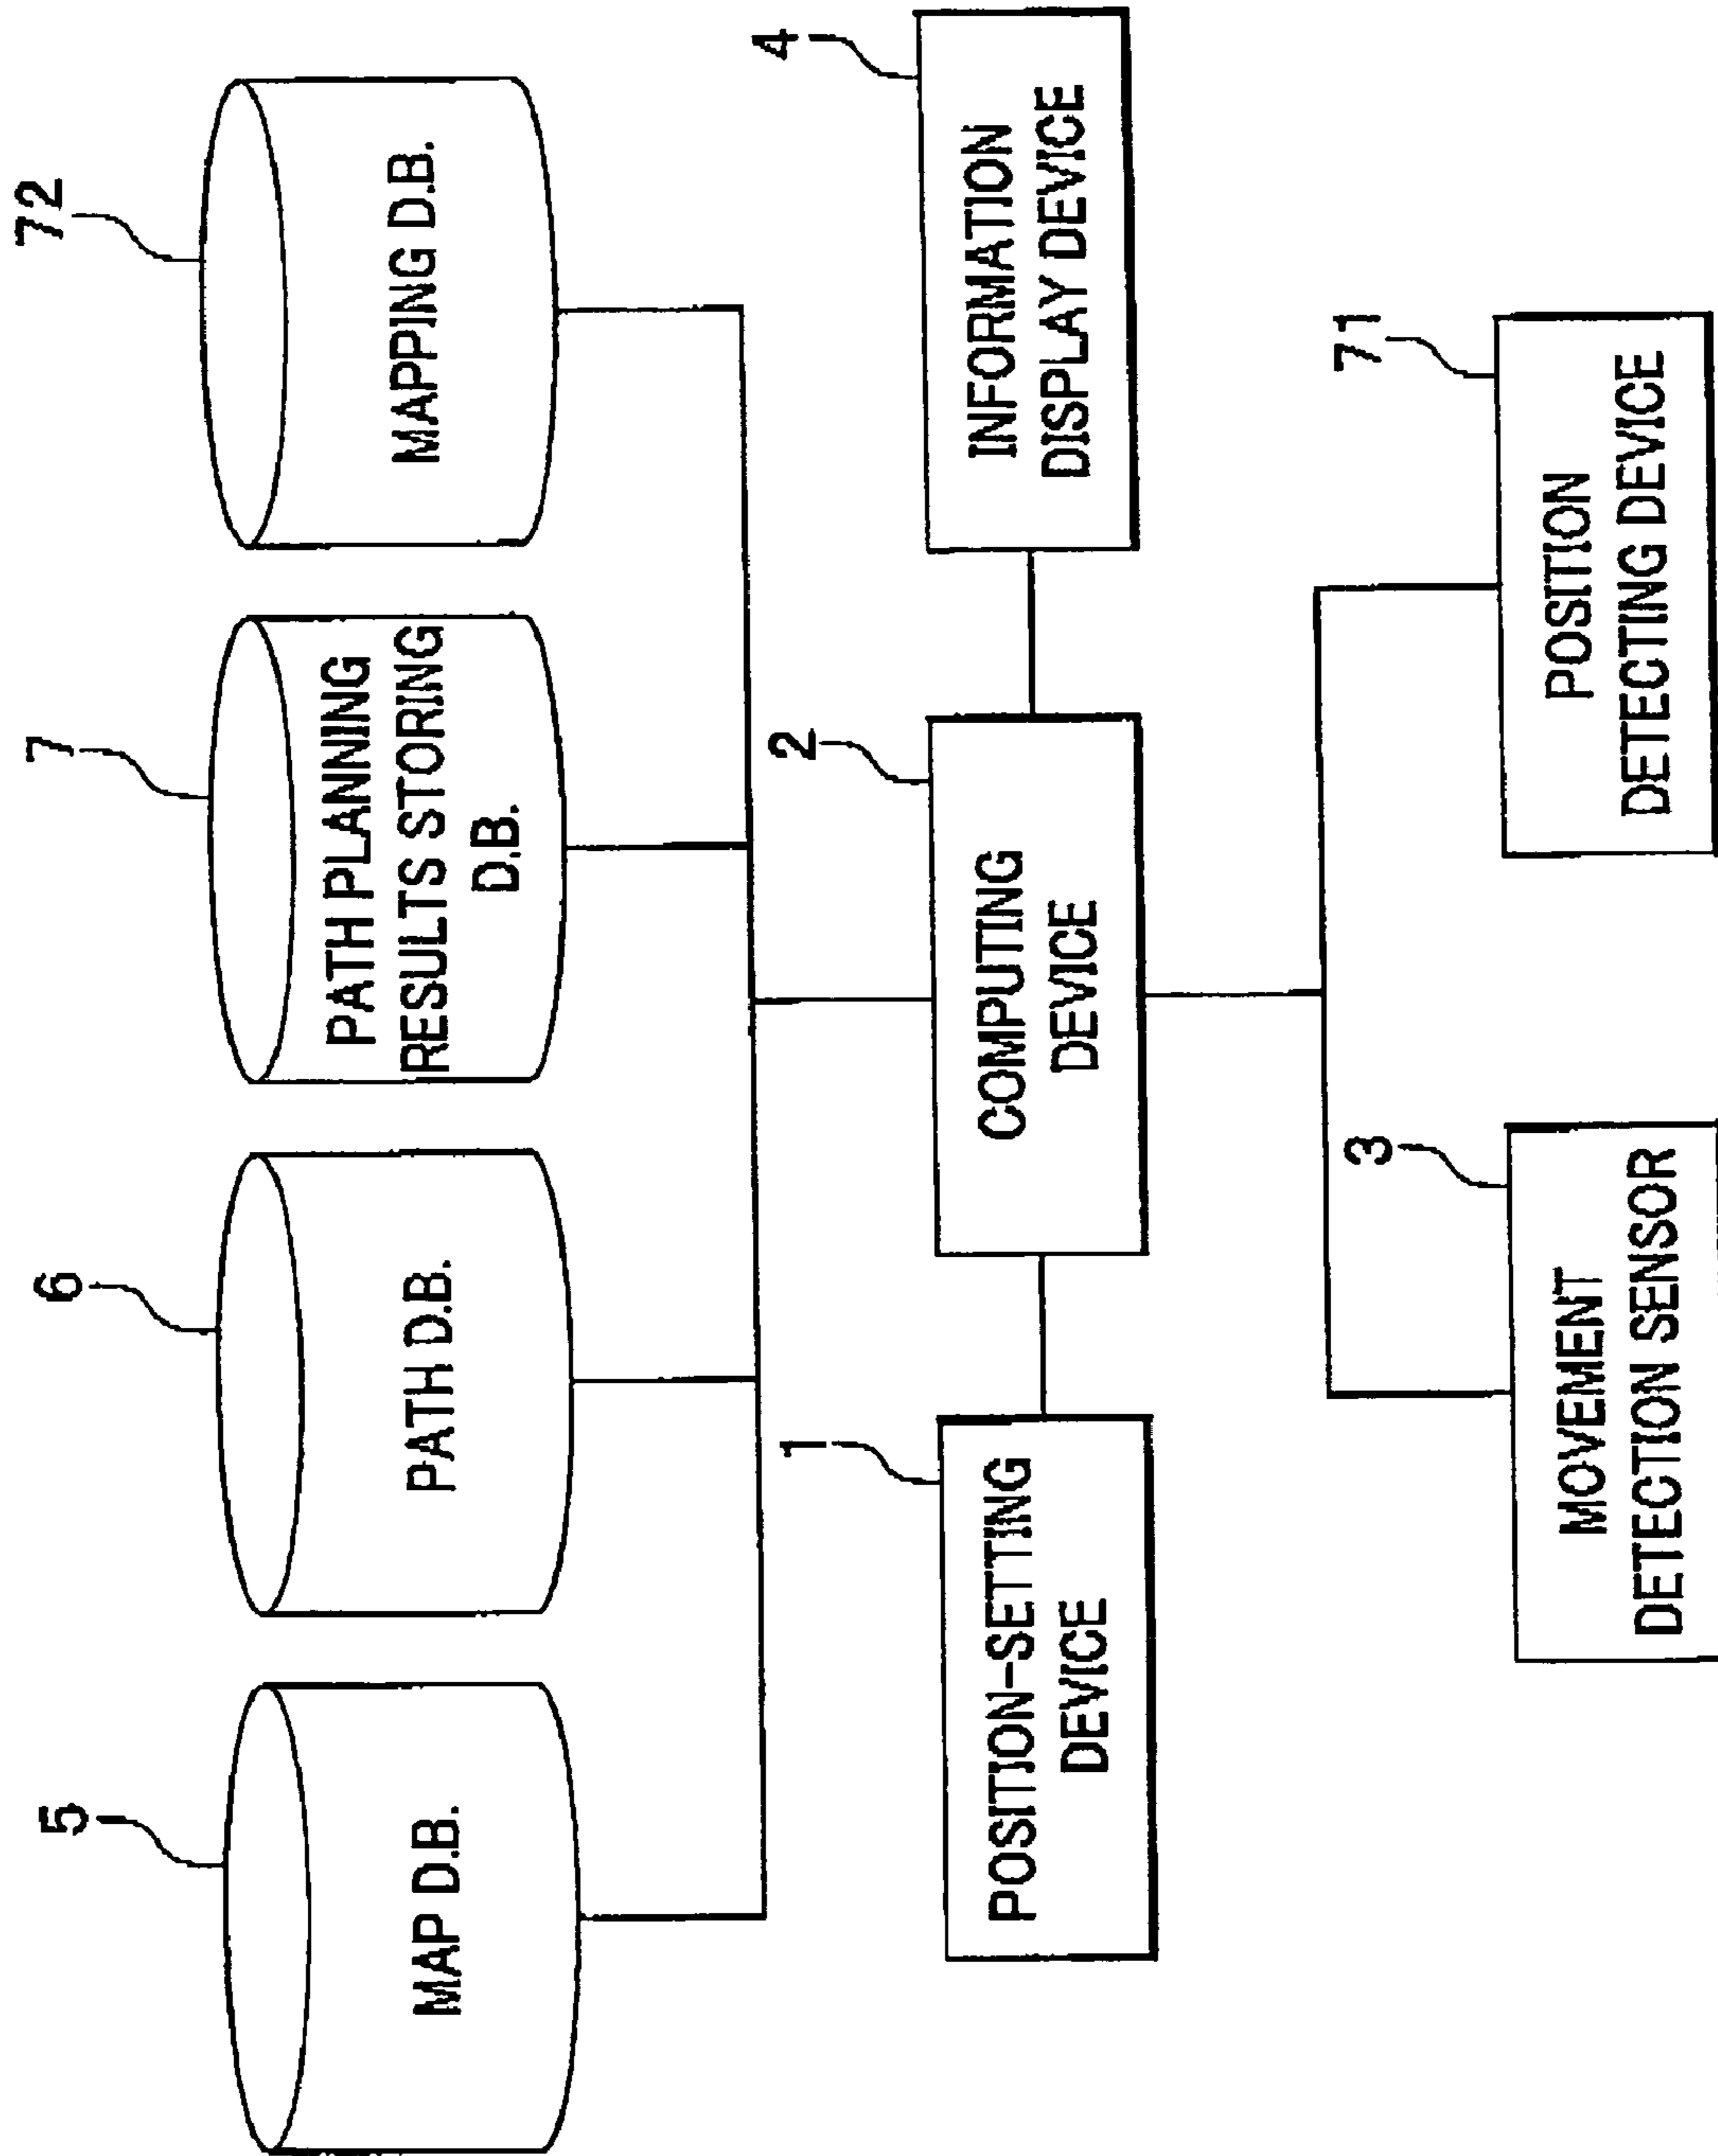 5
6
7
72
MAP D.B.
PATH D.B.
PATH PLANNING
RESULTS STORING
D.B.
MAPPING D.B.
1
2
4
POSITION-SETTING
DEVICE
COMPUTING
DEVICE
INFORMATION
DISPLAY DEVICE
3
71
MOVEMENT
DETECTION SENSOR
POSITION
DETECTING DEVICE